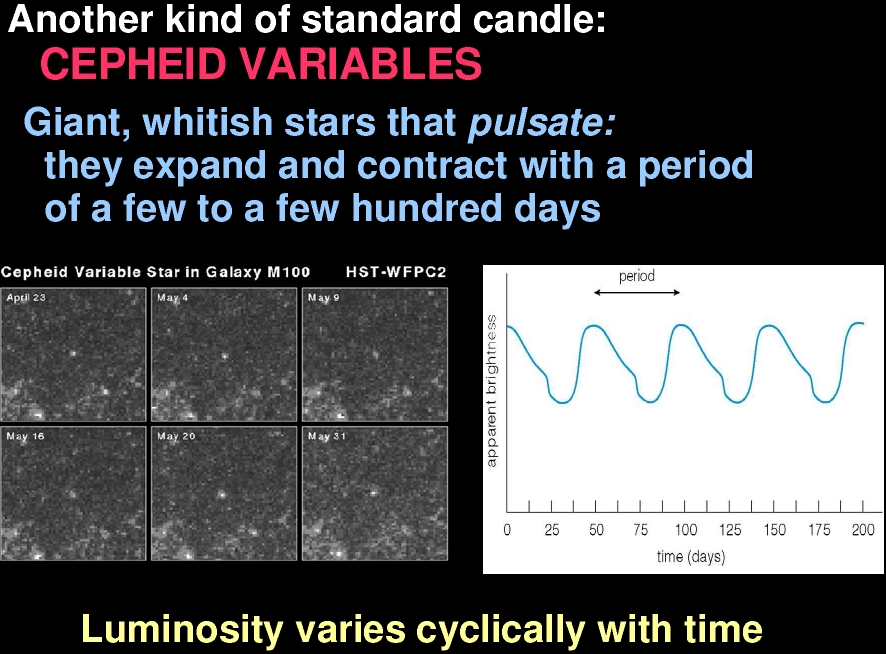 Another kind of standard candle:
CEPHEID VARIABLES
Giant, whitish stars that pulsate:
they expand and contract with a period
of a few to a few hundred days
Cepheid Variable Star in Galaxy M100 HST-WFPC2
April 23 May 4 May 9
May 16 May 20 May 31
period
apparent brightness
0 25 50 75 100 125 150 175 200
time (days)
Luminosity varies cyclically with time